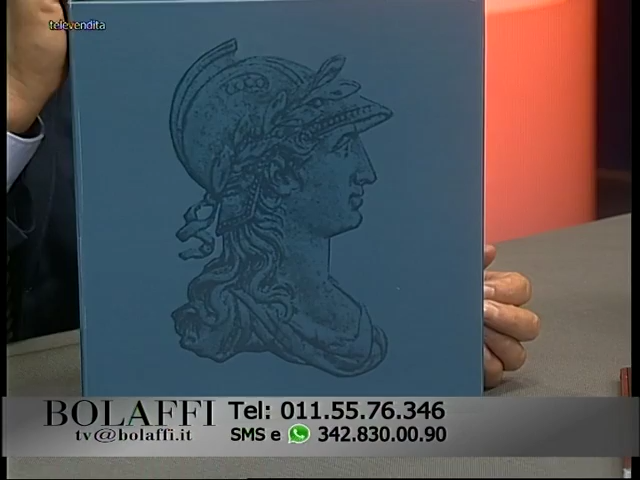 televendita
BOLAFFI
tv@bolaffi.it
Tel: 011.55.76.346
SMS e 342.830.00.90